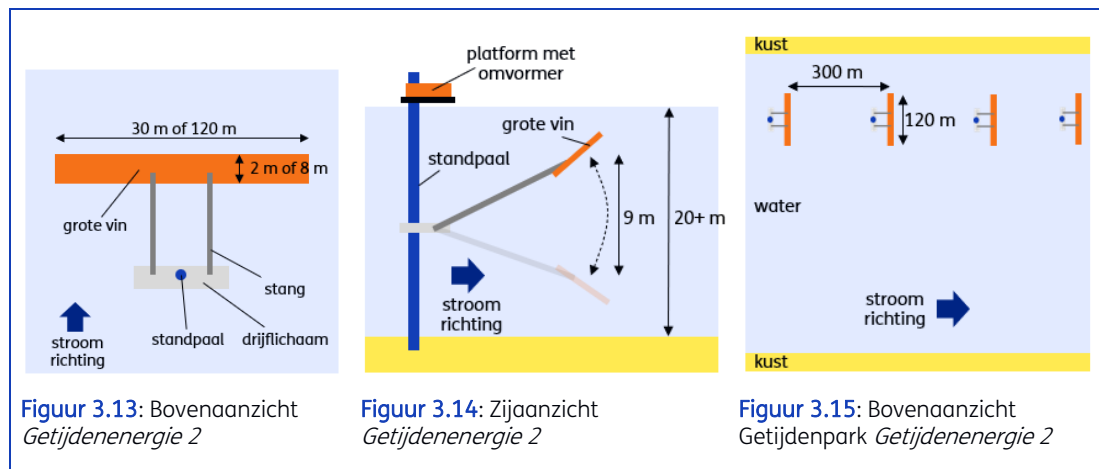 30 m of 120 m
2 m of 8 m
grote vin
stang
stroom
richting
standpaal
drijflichaam
Figuur 3.13: Bovenaanzicht
Getijdenenergie 2
platform met
omvormer
grote vin
standpaal
9 m
20+ m
stroom
richting
Figuur 3.14: Zijaanzicht
Getijdenenergie 2
kust
300 m
120 m
water
stroom
richting
kust
Figuur 3.15: Bovenaanzicht
Getijdenpark Getijdenenergie 2